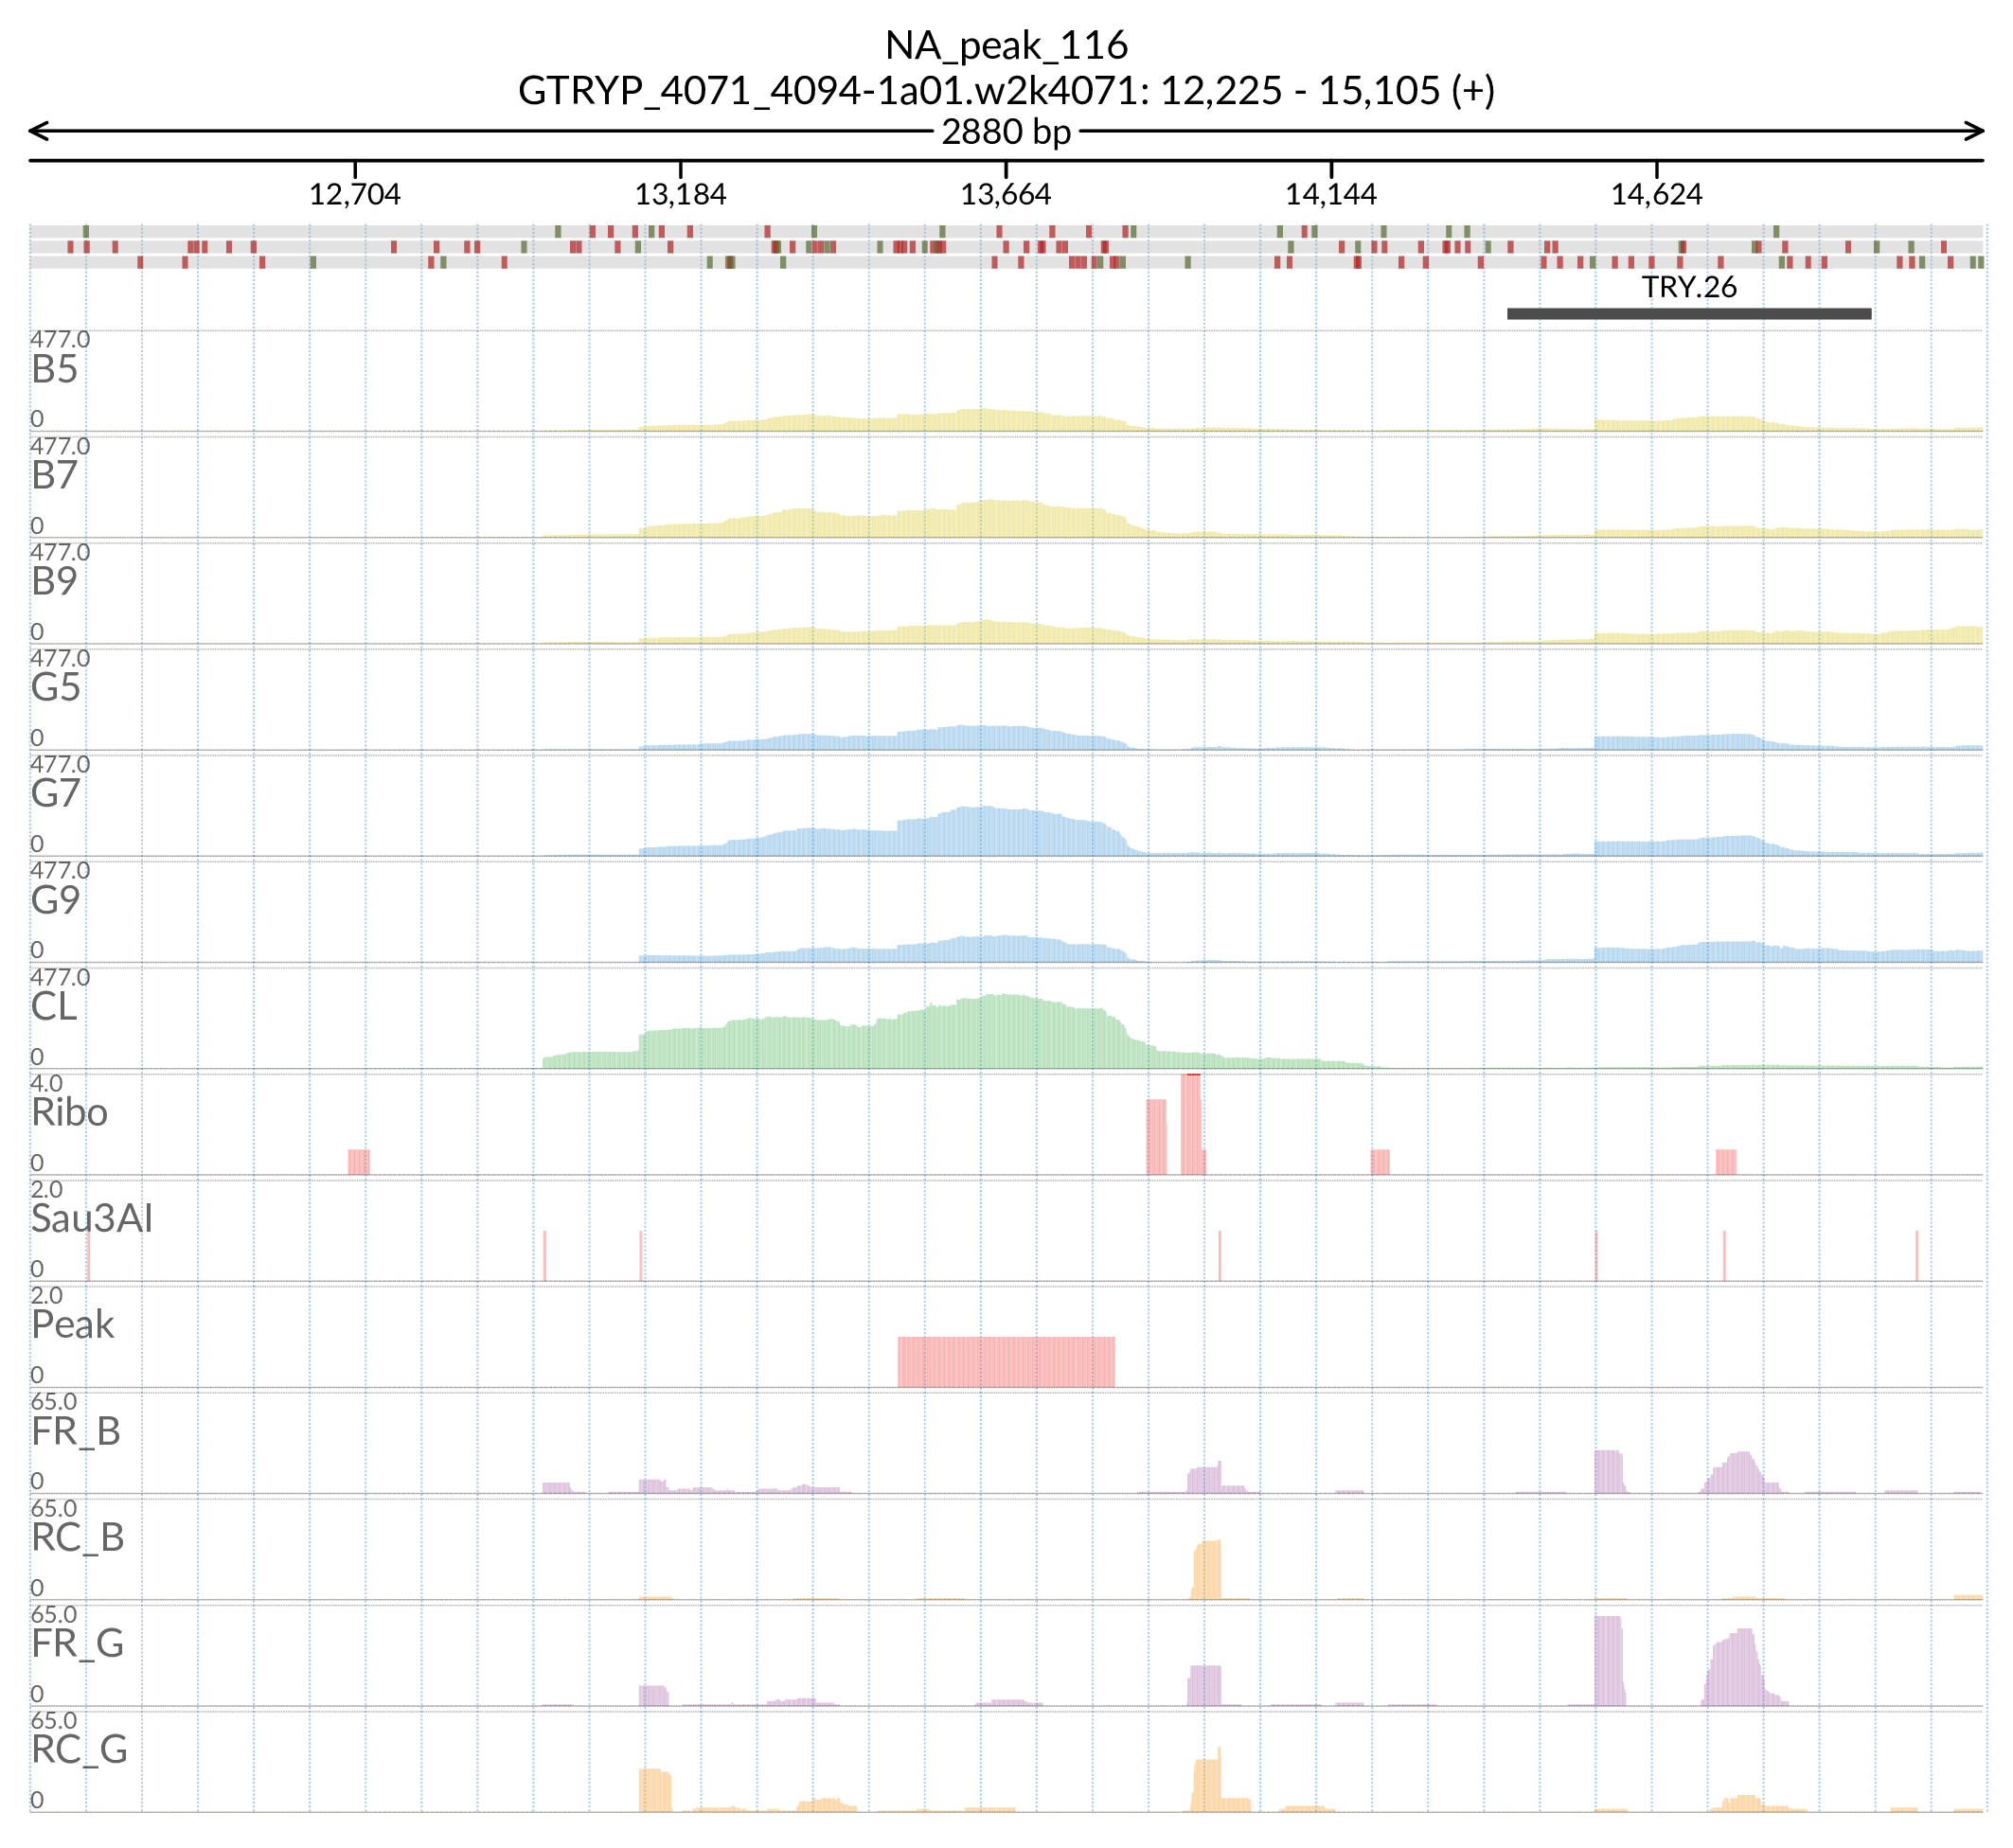 NA_peak_116
GTRYP_4071_4094-1a01.w2k4071: 12,225 - 15,105 (+)
2880 bp
12,704 13,184 13,664 14,144 14,624
TRY.26
477.0
B5
0
477.0
B7
0
477.0
B9
0
477.0
G5
0
477.0
G7
0
477.0
G9
0
477.0
CL
0
4.0
Ribo
0
2.0
Sau3AI
0
2.0
Peak
0
65.0
FR_B
0
65.0
RC_B
0
65.0
FR_G
0
65.0
RC_G
0